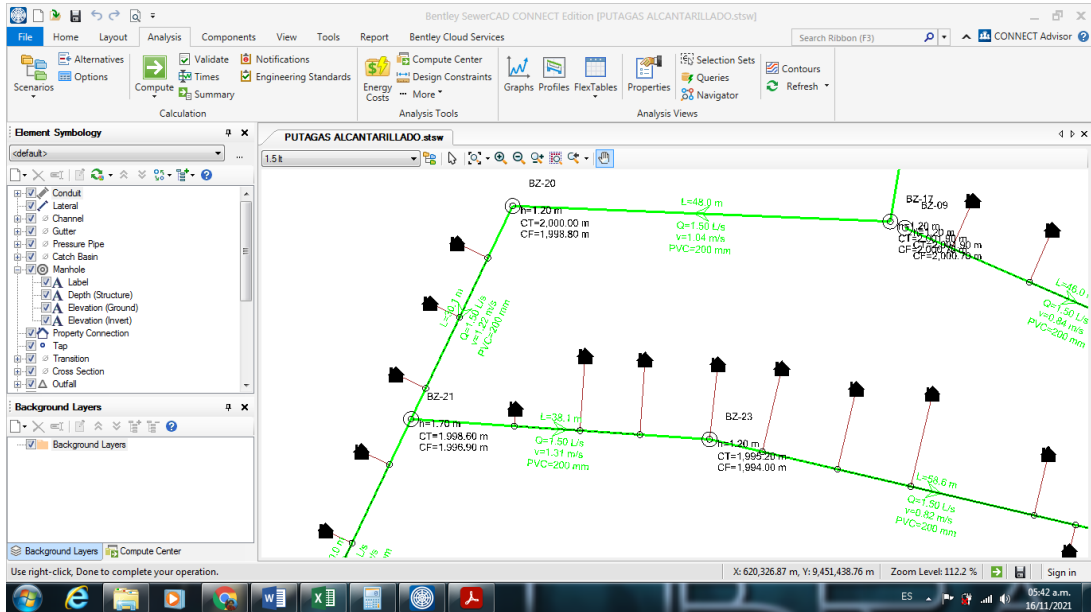 Bentley SewerCAD CONNECT Edition [PUTAGAS ALCANTARILLADO.stsw]
File Home Layout Analysis Components View Tools Report Bentley Cloud Services
Search Ribbon (F3)
CONNECT Advisor
Scenarios
Alternatives
Options
Compute
Validate
Times
Summary
Notifications
Engineering Standards
Calculation
Energy Costs
Compute Center
Design Constraints
More
Analysis Tools
Graphs Profiles FlexTables Properties
Selection Sets
Queries
Navigator
Contours
Refresh
Analysis Views
Element Symbology
<default>
Conduit
Lateral
Channel
Gutter
Pressure Pipe
Catch Basin
Manhole
Label
Depth (Structure)
Elevation (Ground)
Elevation (Invert)
Property Connection
Tap
Transition
Cross Section
Outfall
Background Layers
Background Layers
Background Layers Compute Center
PUTAGAS ALCANTARILLADO.stsw
1.5 lt
BZ-20
h=1.20 m
CT=2,000.00 m
CF=1,998.80 m
L=48.0 m
Q=1.50 L/s
v=1.04 m/s
PVC=200 mm
BZ-17
BZ-09
h=1.20 m
L=46.0
Q=1.50 L/s
v=0.84 m/s
PVC=200 mm
Q=1.50 L/s
v=1.22 m/s
PVC=200 mm
BZ-21
h=1.70 m
CT=1,998.60 m
CF=1,996.90 m
L=38.1 m
Q=1.50 L/s
v=1.31 m/s
PVC=200 mm
BZ-23
h=1.20 m
CT=1,995.20 m
CF=1,994.00 m
Q=1.50 L/s
v=0.82 m/s
PVC=200 mm
Use right-click, Done to complete your operation.
X: 620,326.87 m, Y: 9,451,438.76 m
Zoom Level: 112.2 %
Sign in
ES
05:42 a.m.
16/11/2021